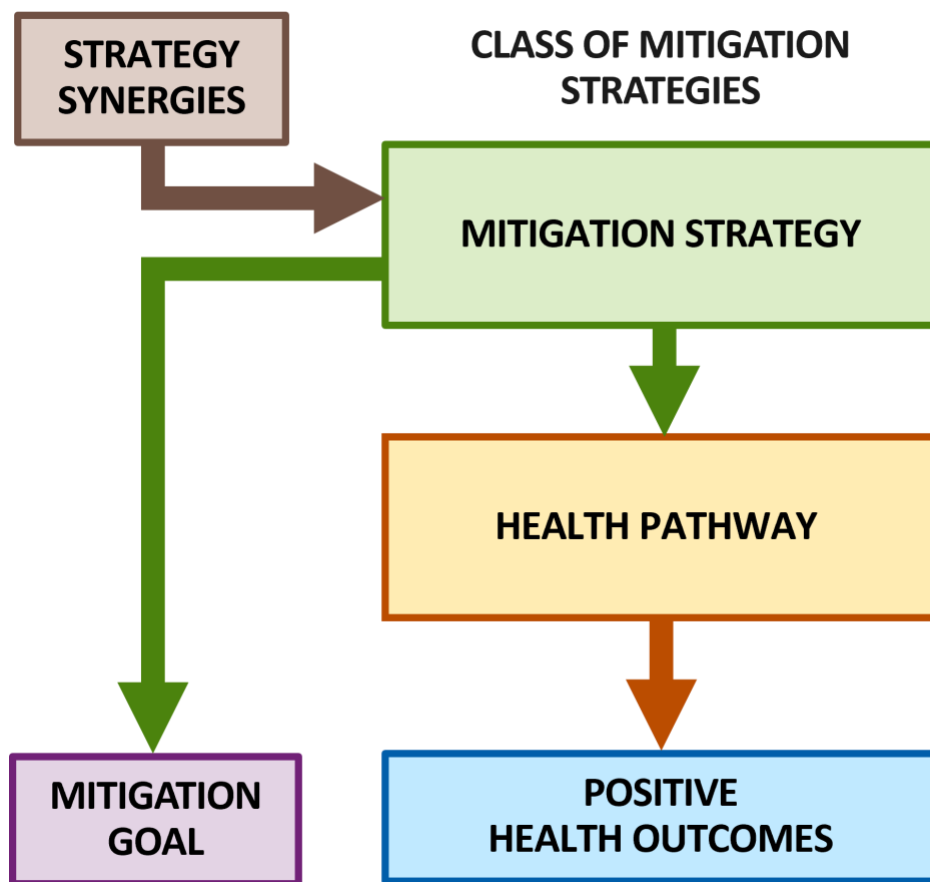 STRATEGY
SYNERGIES
CLASS OF MITIGATION
STRATEGIES
MITIGATION STRATEGY
HEALTH PATHWAY
MITIGATION
GOAL
POSITIVE
HEALTH OUTCOMES